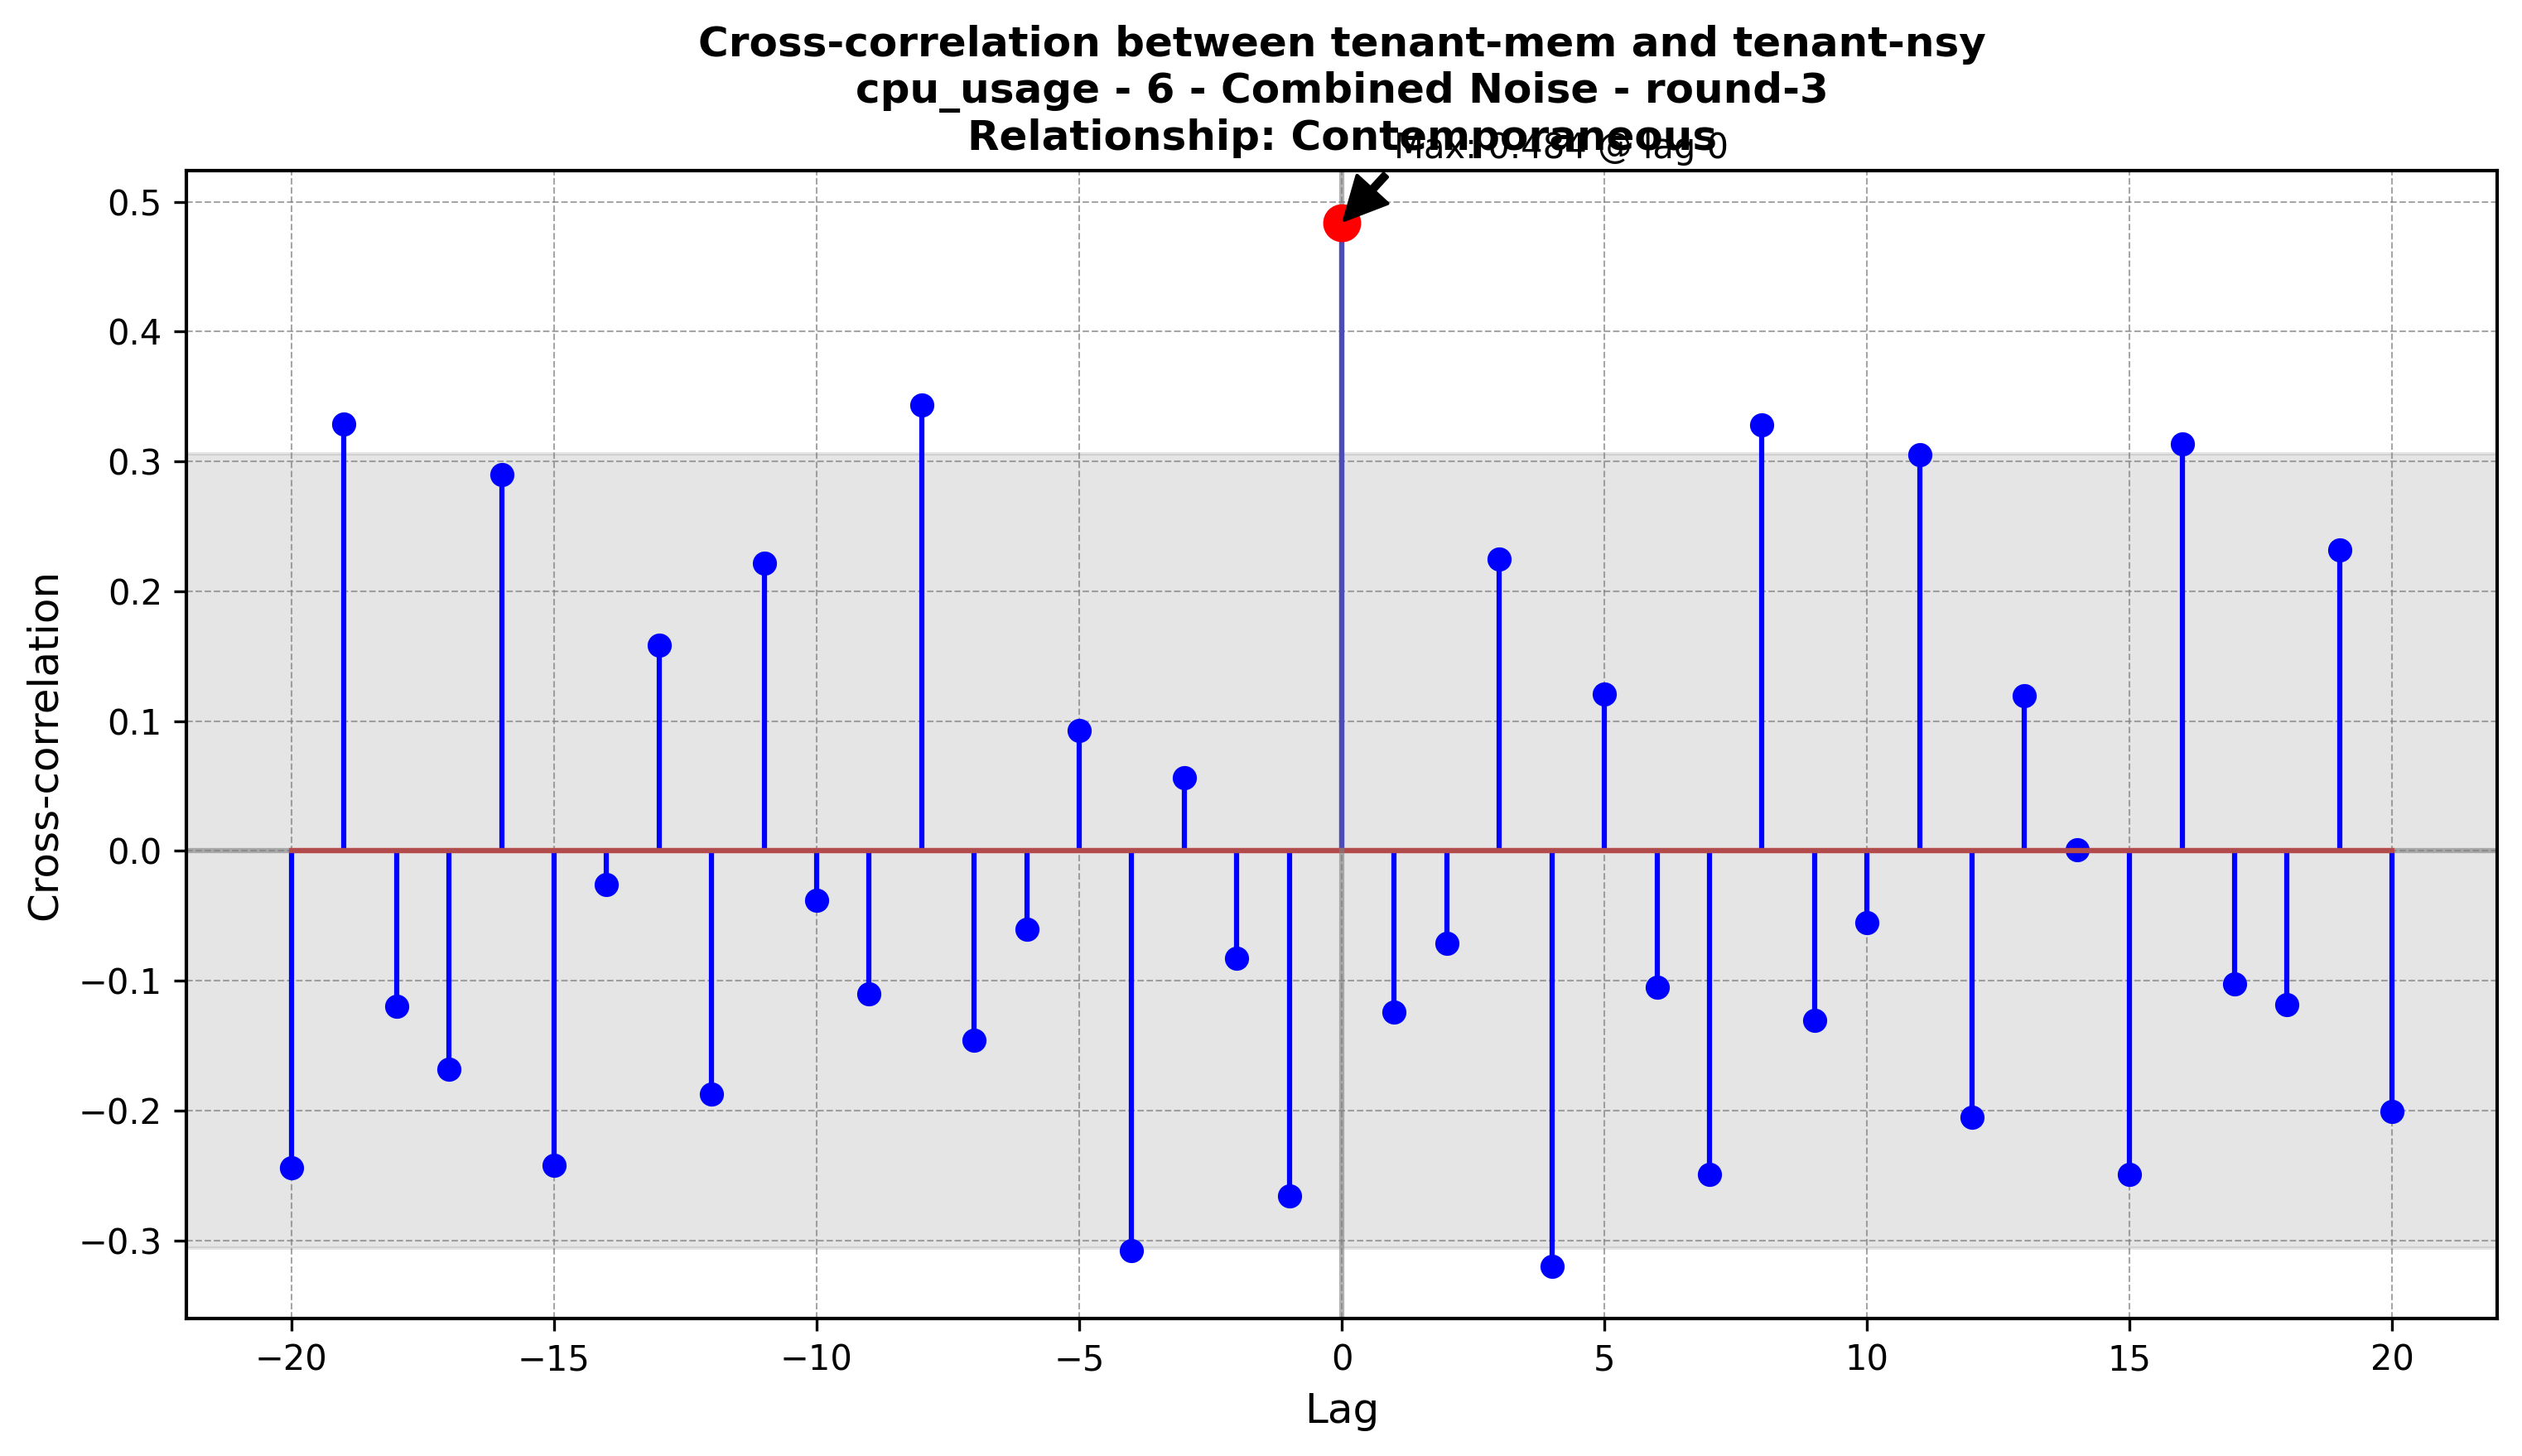 Cross-correlation between tenant-mem and tenant-nsy
cpu_usage - 6 - Combined Noise - round-3
Relationship: Contemporaneous
Max: 0.484 @ lag 0
0.5
0.4
0.3
0.2
0.1
0.0
−0.1
−0.2
−0.3
Cross-correlation
−20 −15 −10 −5 0 5 10 15 20
Lag